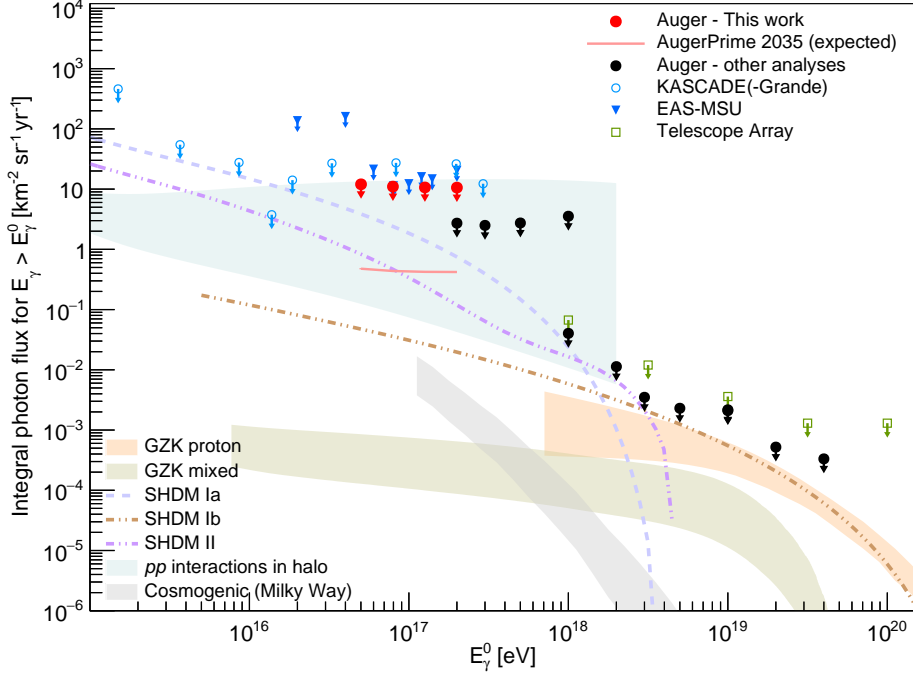 Integral photon flux for E_γ > E_γ^0 [km^-2 sr^-1 yr^-1]
10^4
10^3
10^2
10
1
10^−1
10^−2
10^−3
10^−4
10^−5
10^−6
Auger - This work
AugerPrime 2035 (expected)
Auger - other analyses
KASCADE(-Grande)
EAS-MSU
Telescope Array
GZK proton
GZK mixed
SHDM Ia
SHDM Ib
SHDM II
pp interactions in halo
Cosmogenic (Milky Way)
10^16
10^17
10^18
10^19
10^20
E_γ^0 [eV]